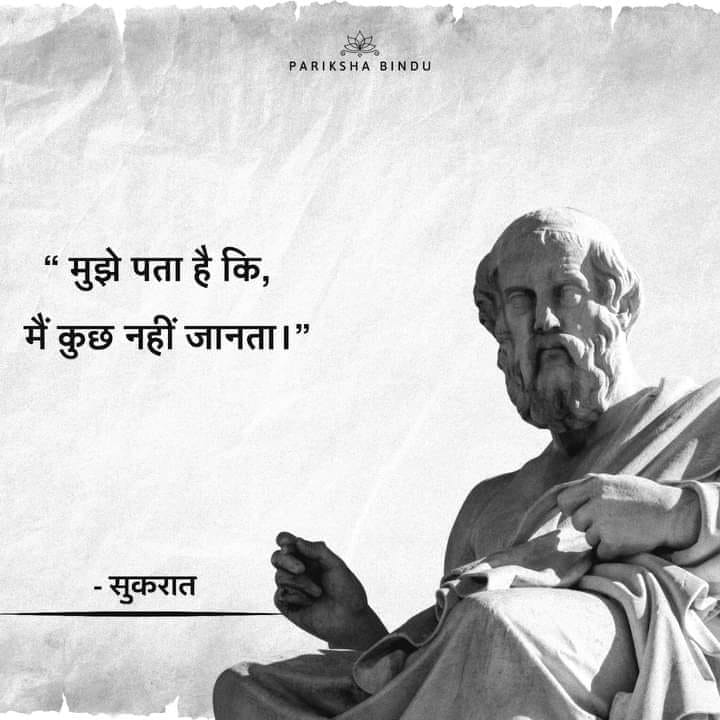 PARIKSHA BINDU
“ मुझे पता है कि,
मैं कुछ नहीं जानता।”
- सुकरात